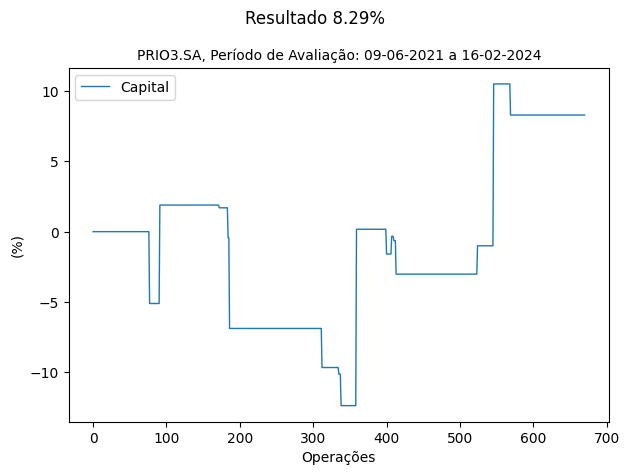 Resultado 8.29%
PRIO3.SA, Período de Avaliação: 09-06-2021 a 16-02-2024
Capital
10
5
0
−5
−10
(%)
0 100 200 300 400 500 600 700
Operações